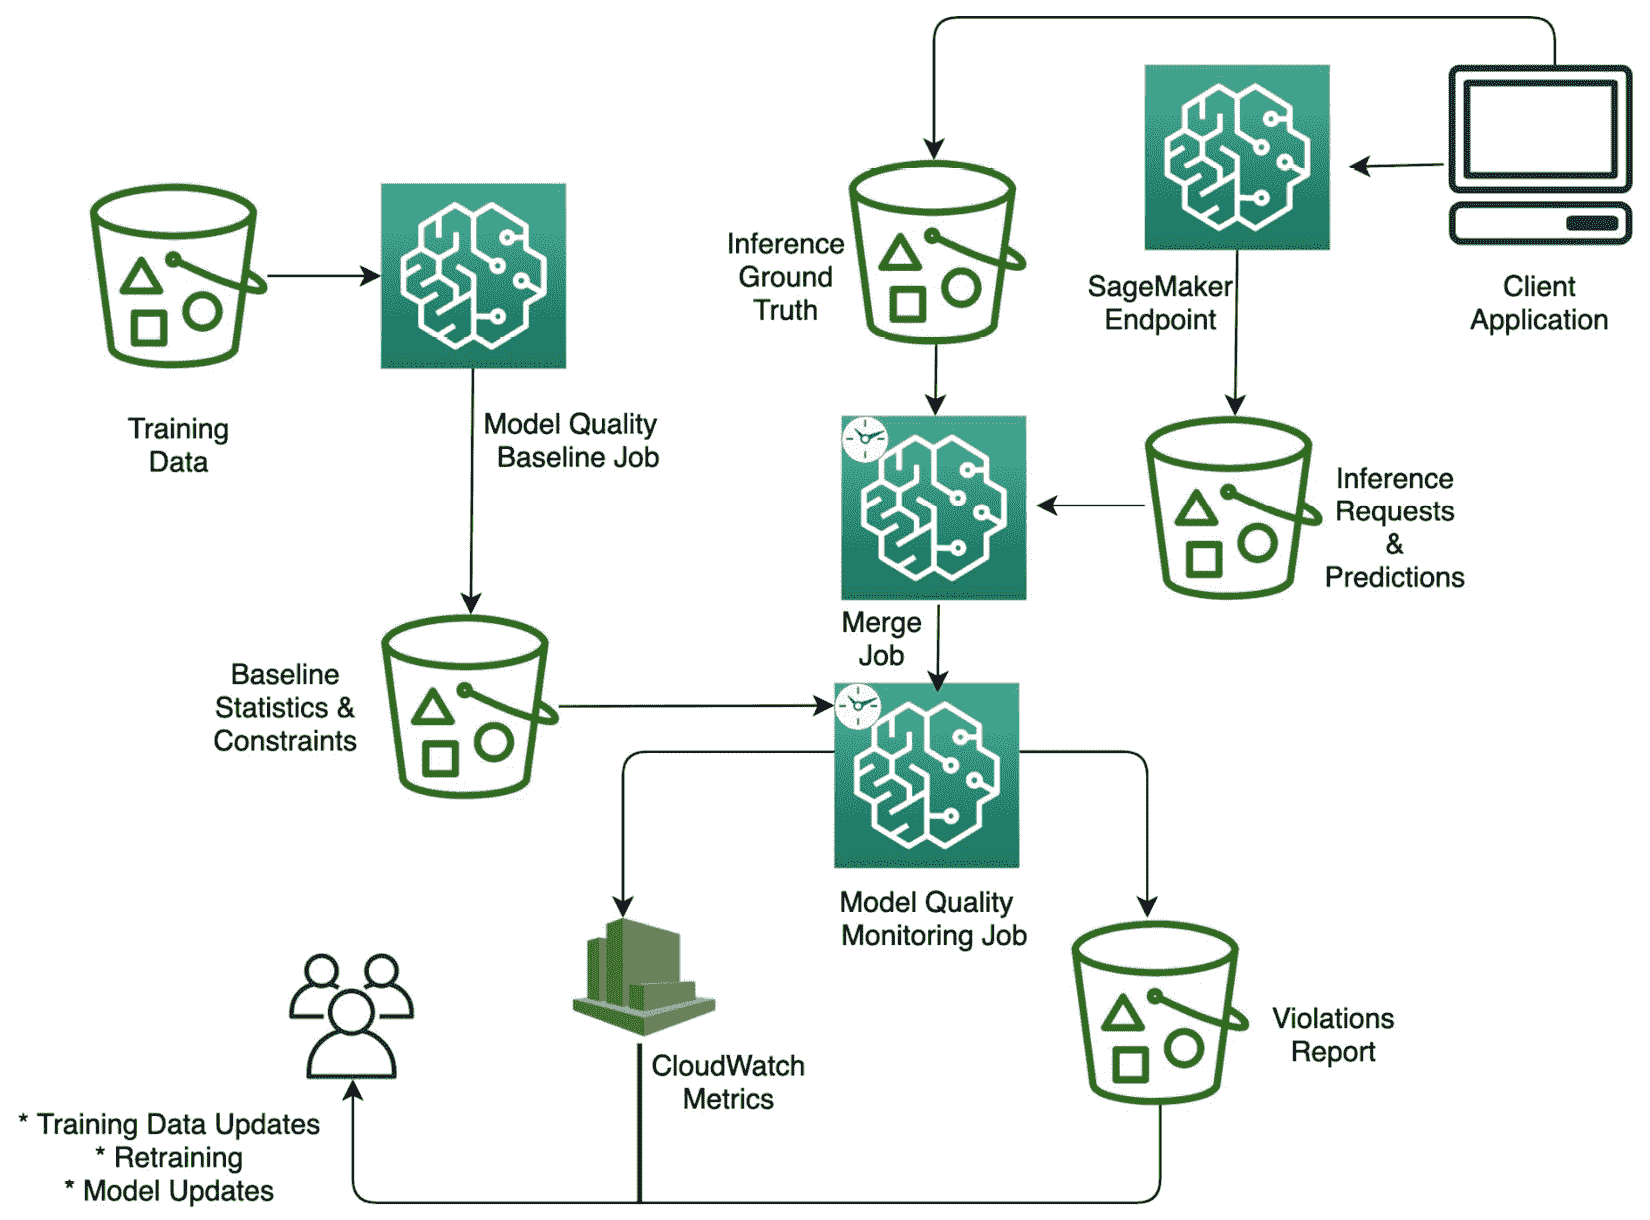 Inference
Ground
Truth
SageMaker
Endpoint
Client
Application
Training
Data
Model Quality
Baseline Job
Inference
Requests
&
Predictions
Merge
Job
Baseline
Statistics &
Constraints
Model Quality
Monitoring Job
Violations
Report
CloudWatch
Metrics
* Training Data Updates
* Retraining
* Model Updates